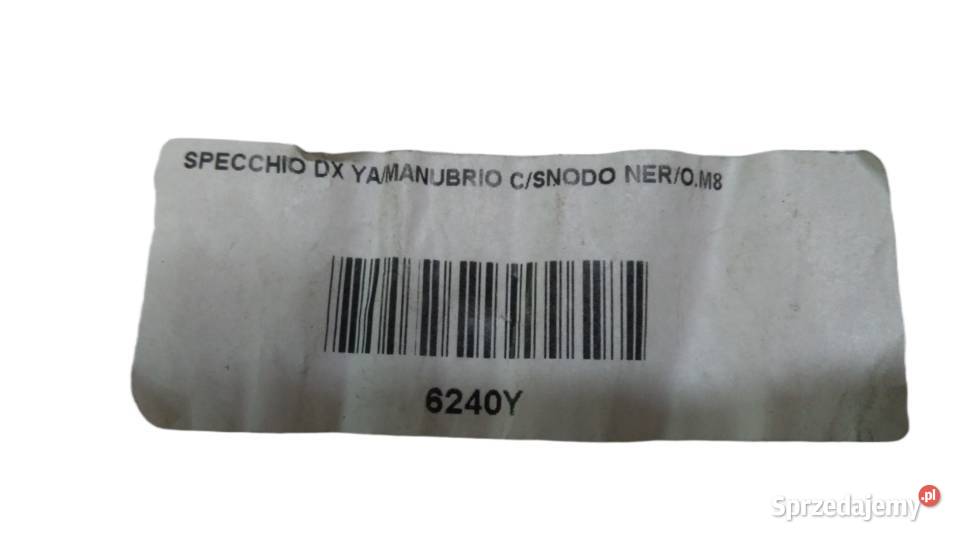 SPECCHIO DX YA/MANUBRIO C/SNODO NER/O.M8
6240Y
Sprzedajemy.pl